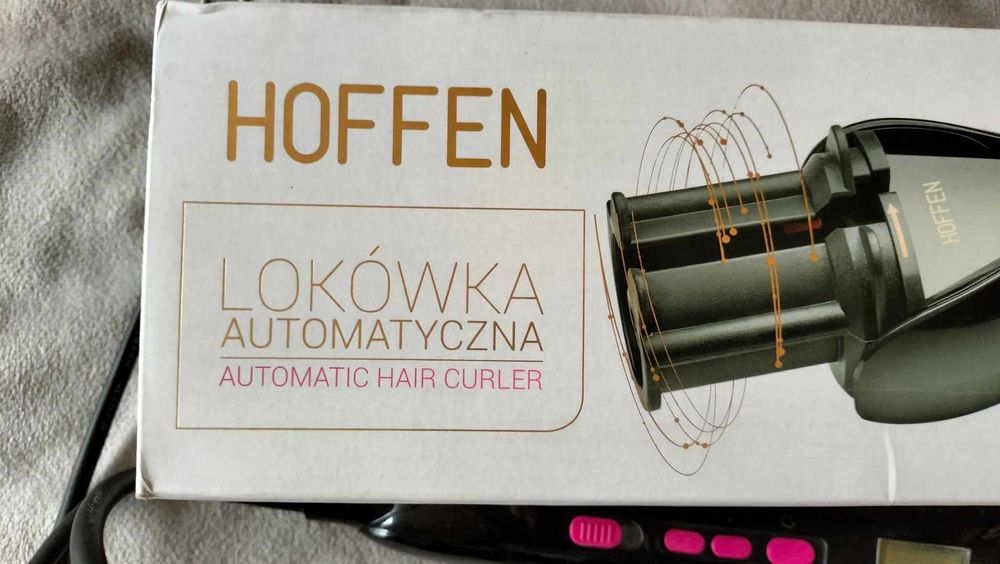 HOFFEN
LOKÓWKA
AUTOMATYCZNA
AUTOMATIC HAIR CURLER
HOFFEN